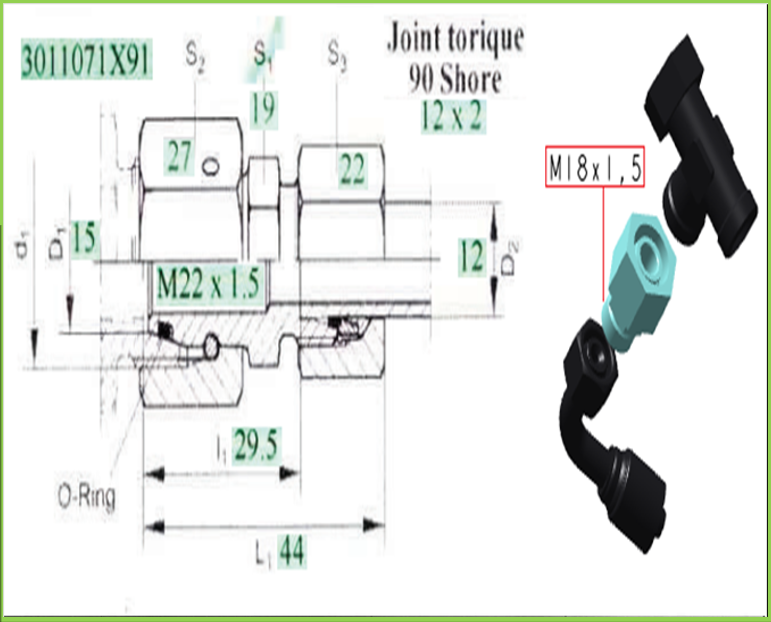 3011071X91
S2
S1
S3
Joint torique
90 Shore
12 x 2
19
27
22
M18x1,5
d1
D1
15
12
D2
M22 x 1.5
l1 29.5
O-Ring
L1 44